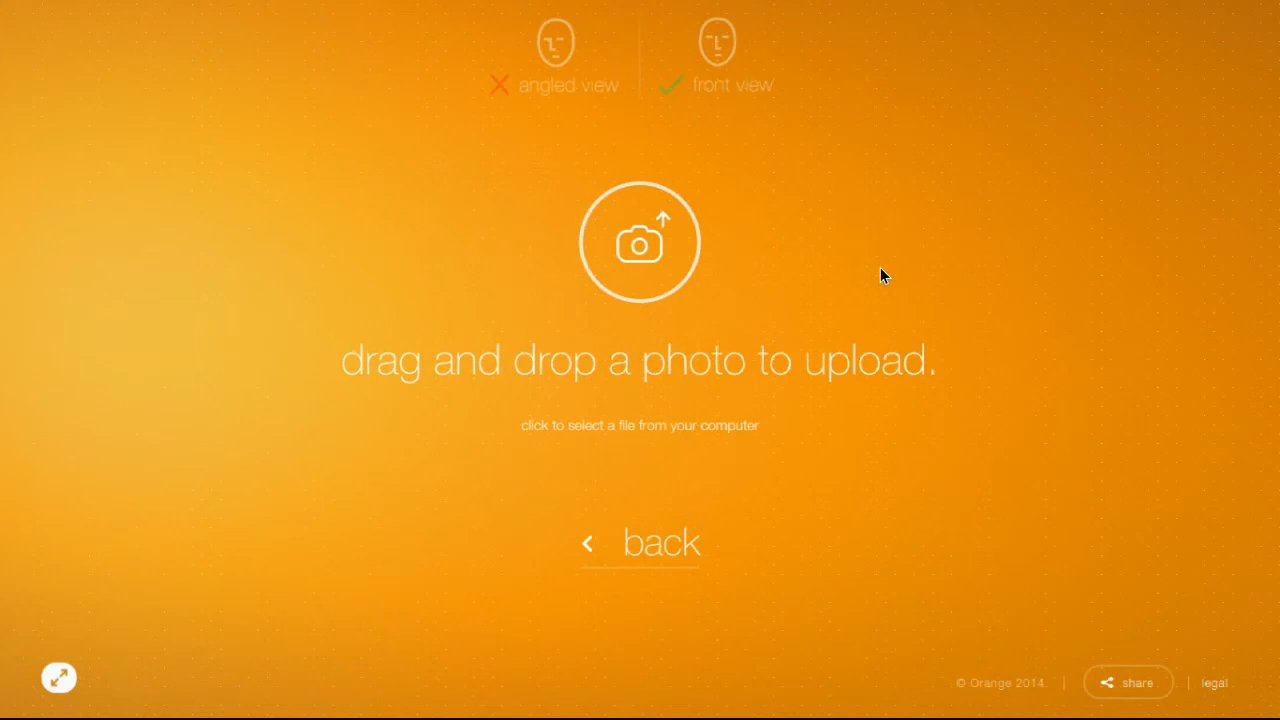 angled view
front view
drag and drop a photo to upload.
click to select a file from your computer
back
© Orange 2014
share
legal